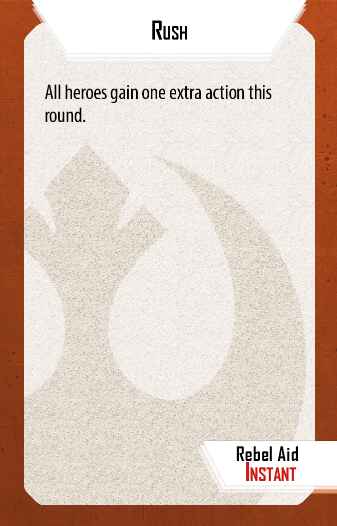 Rush
All heroes gain one extra action this
round.
Rebel Aid
Instant